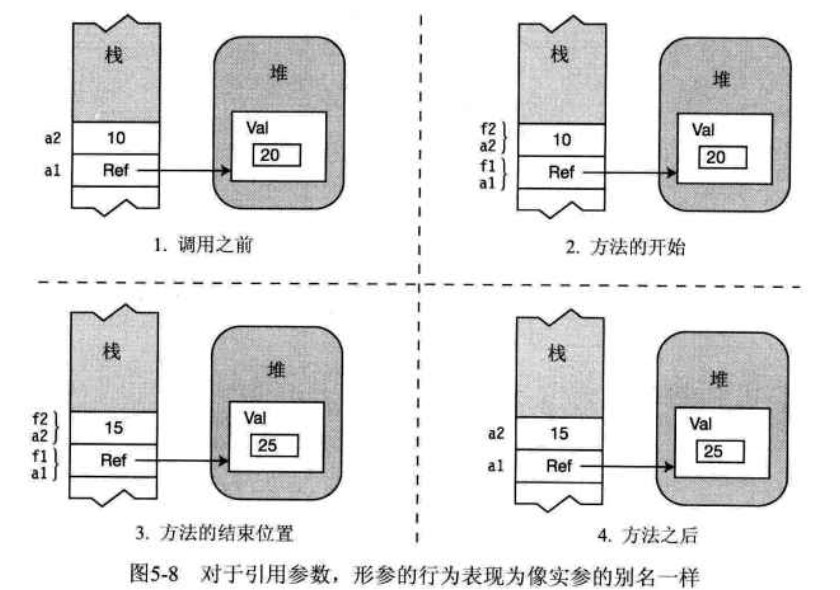 栈
堆
a2 10
a1 Ref
Val
20
1. 调用之前
栈
堆
f2
a2
10
f1
a1
Ref
Val
20
2. 方法的开始
栈
堆
f2
a2
15
f1
a1
Ref
Val
25
3. 方法的结束位置
栈
堆
a2 15
a1 Ref
Val
25
4. 方法之后
图5-8 对于引用参数，形参的行为表现为像实参的别名一样